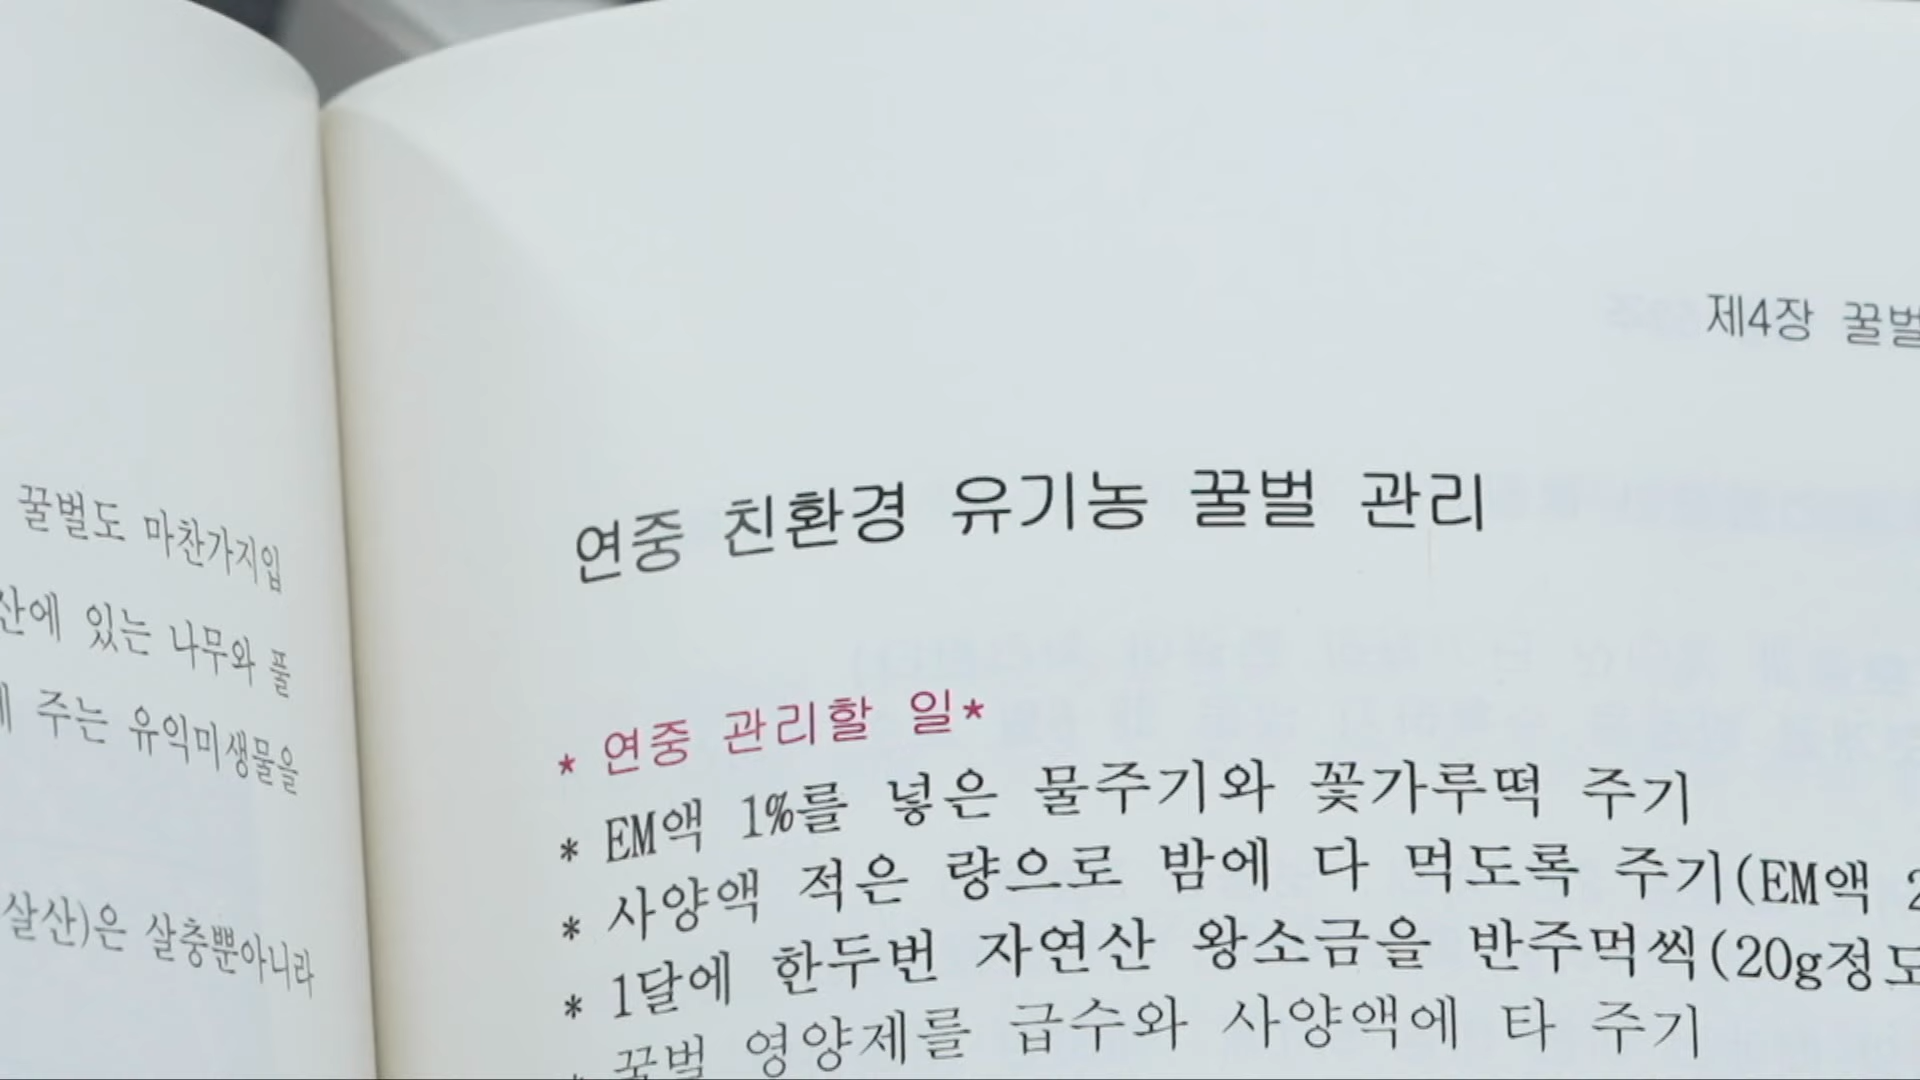 꿀벌도 마찬가지입
산에 있는 나무와 풀
주는 유익미생물을
살산)은 살충뿐아니라
제4장 꿀벌
연중 친환경 유기농 꿀벌 관리
* 연중 관리할 일*
* EM액 1%를 넣은 물주기와 꽃가루떡 주기
* 사양액 적은 량으로 밤에 다 먹도록 주기(EM액 2
* 1달에 한두번 자연산 왕소금을 반주먹씩(20g정도
* 꿀벌 영양제를 급수와 사양액에 타 주기